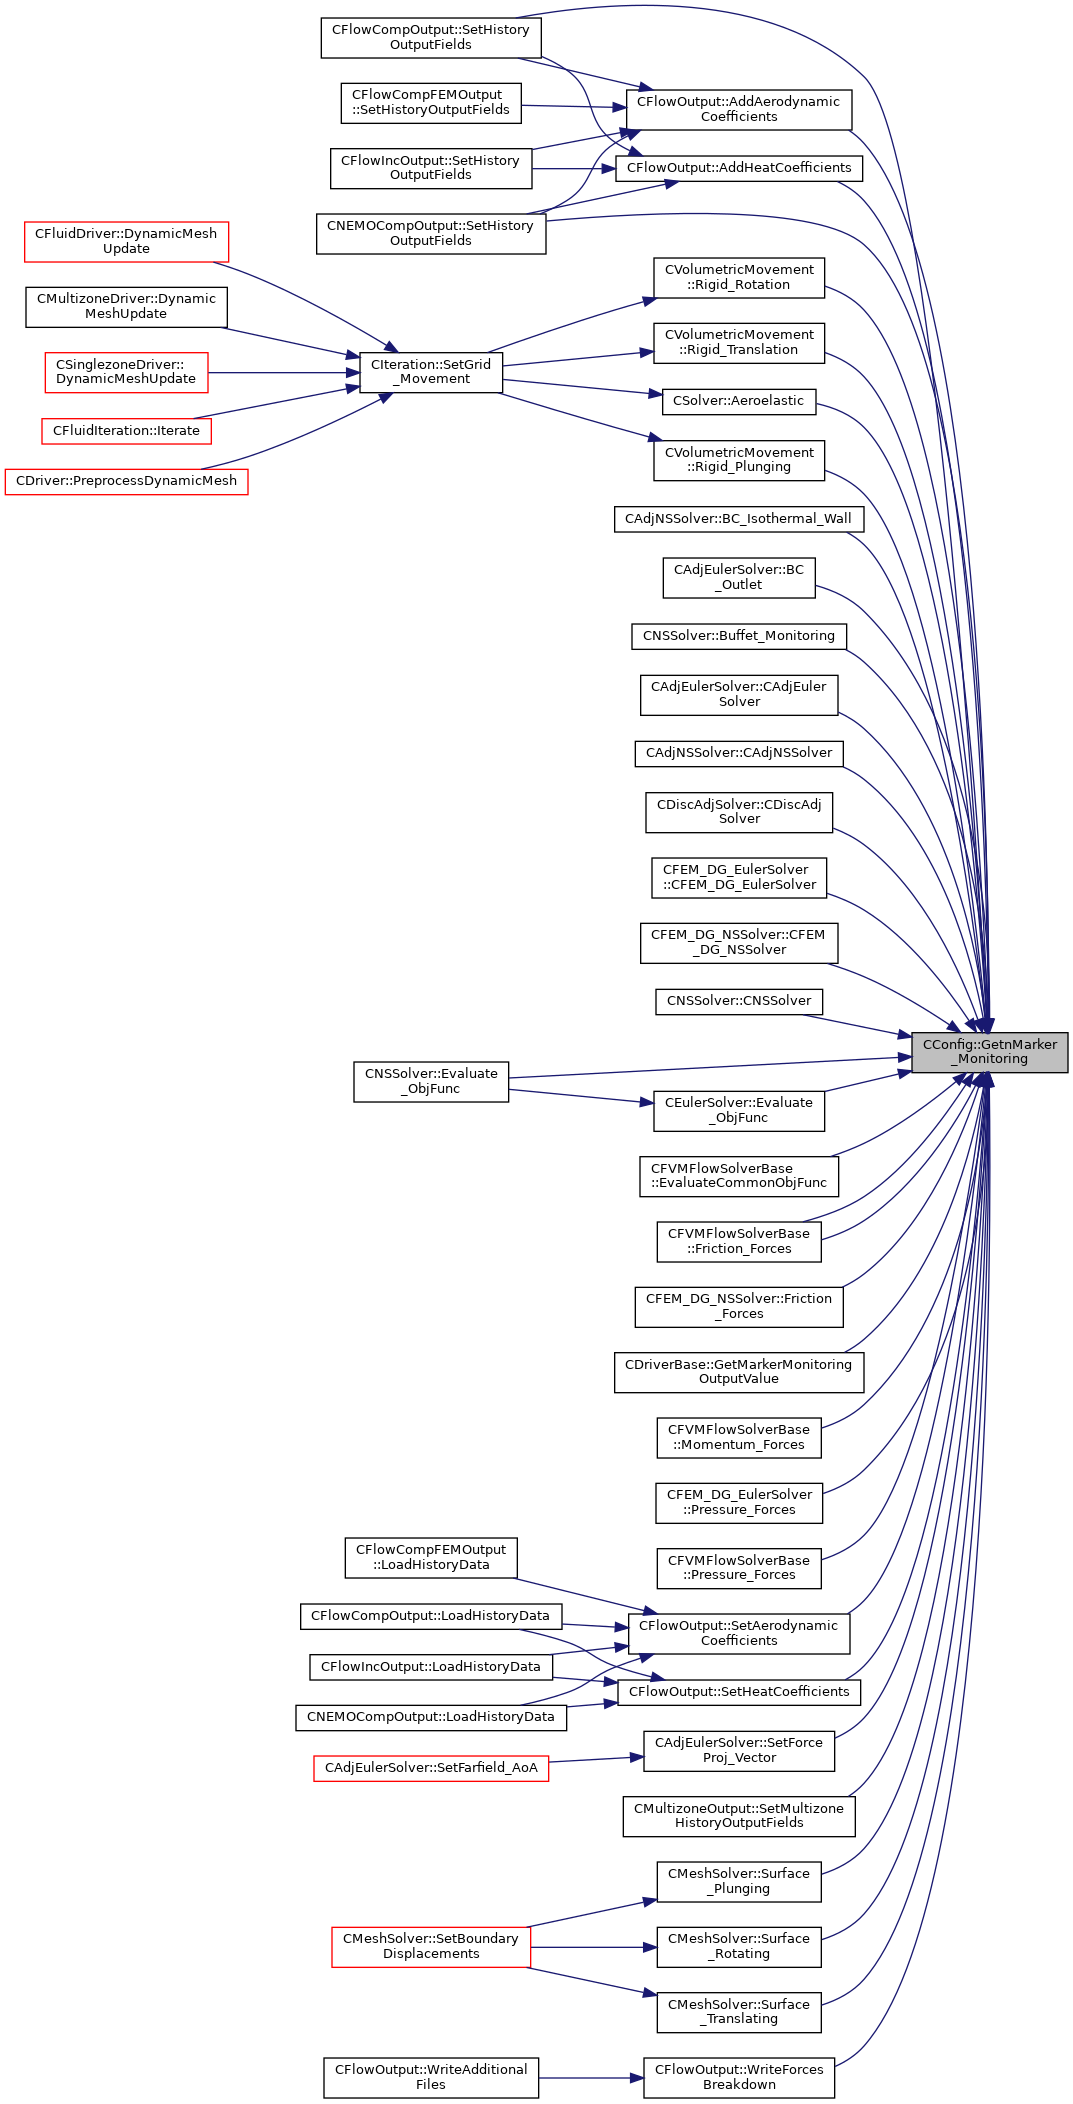 CFlowCompOutput::SetHistory
OutputFields
CFlowCompFEMOutput
::SetHistoryOutputFields
CFlowOutput::AddAerodynamic
Coefficients
CFlowIncOutput::SetHistory
OutputFields
CFlowOutput::AddHeatCoefficients
CNEMOCompOutput::SetHistory
OutputFields
CFluidDriver::DynamicMesh
Update
CMultizoneDriver::Dynamic
MeshUpdate
CSinglezoneDriver::
DynamicMeshUpdate
CFluidIteration::Iterate
CDriver::PreprocessDynamicMesh
CIteration::SetGrid
_Movement
CVolumetricMovement
::Rigid_Rotation
CVolumetricMovement
::Rigid_Translation
CSolver::Aeroelastic
CVolumetricMovement
::Rigid_Plunging
CAdjNSSolver::BC_Isothermal_Wall
CAdjEulerSolver::BC
_Outlet
CNSSolver::Buffet_Monitoring
CAdjEulerSolver::CAdjEuler
Solver
CAdjNSSolver::CAdjNSSolver
CDiscAdjSolver::CDiscAdj
Solver
CFEM_DG_EulerSolver
::CFEM_DG_EulerSolver
CFEM_DG_NSSolver::CFEM
_DG_NSSolver
CNSSolver::CNSSolver
CConfig::GetnMarker
_Monitoring
CNSSolver::Evaluate
_ObjFunc
CEulerSolver::Evaluate
_ObjFunc
CFVMFlowSolverBase
::EvaluateCommonObjFunc
CFVMFlowSolverBase
::Friction_Forces
CFEM_DG_NSSolver::Friction
_Forces
CDriverBase::GetMarkerMonitoring
OutputValue
CFVMFlowSolverBase
::Momentum_Forces
CFEM_DG_EulerSolver
::Pressure_Forces
CFVMFlowSolverBase
::Pressure_Forces
CFlowCompFEMOutput
::LoadHistoryData
CFlowCompOutput::LoadHistoryData
CFlowOutput::SetAerodynamic
Coefficients
CFlowIncOutput::LoadHistoryData
CFlowOutput::SetHeatCoefficients
CNEMOCompOutput::LoadHistoryData
CAdjEulerSolver::SetForce
Proj_Vector
CAdjEulerSolver::SetFarfield_AoA
CMultizoneOutput::SetMultizone
HistoryOutputFields
CMeshSolver::Surface
_Plunging
CMeshSolver::SetBoundary
Displacements
CMeshSolver::Surface
_Rotating
CMeshSolver::Surface
_Translating
CFlowOutput::WriteAdditional
Files
CFlowOutput::WriteForces
Breakdown